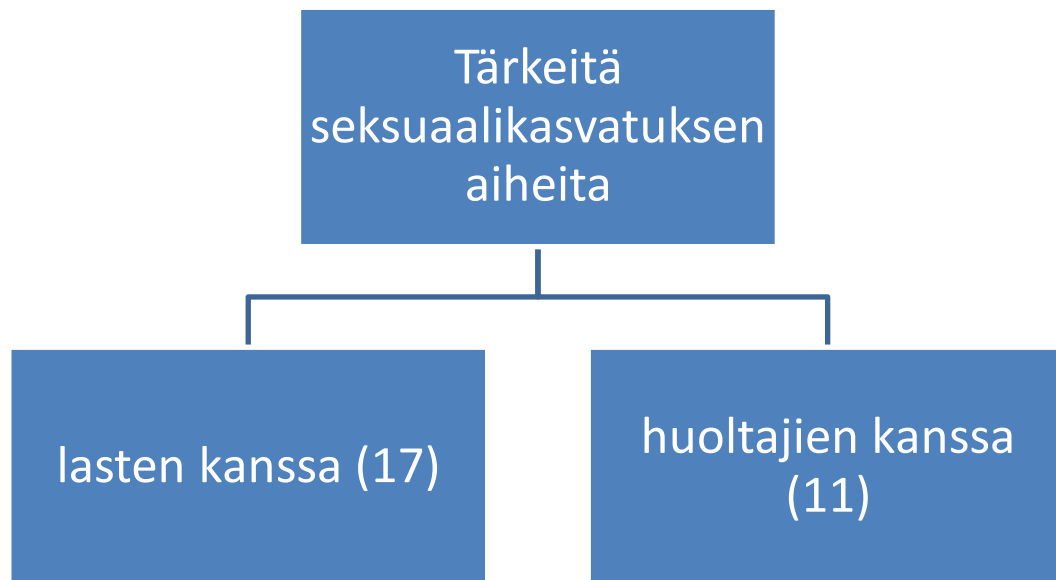 Tärkeitä
seksuaalikasvatuksen
aiheita
lasten kanssa (17)
huoltajien kanssa
(11)